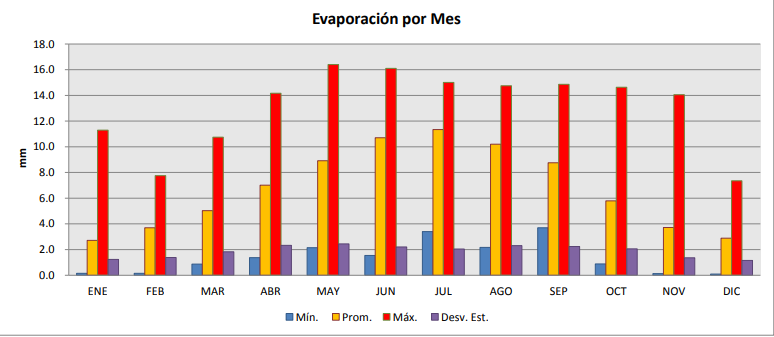 Evaporación por Mes
18.0
16.0
14.0
12.0
10.0
8.0
6.0
4.0
2.0
0.0
mm
ENE FEB MAR ABR MAY JUN JUL AGO SEP OCT NOV DIC
Mín. Prom. Máx. Desv. Est.